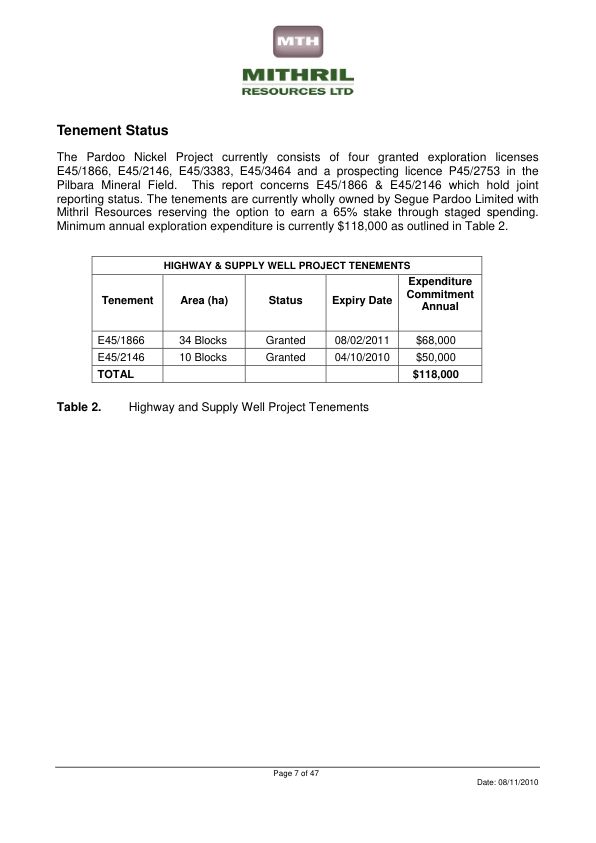 MTH
MITHRIL
RESOURCES LTD
Tenement Status
The Pardoo Nickel Project currently consists of four granted exploration licenses
E45/1866, E45/2146, E45/3383, E45/3464 and a prospecting licence P45/2753 in the
Pilbara Mineral Field. This report concerns E45/1866 & E45/2146 which hold joint
reporting status. The tenements are currently wholly owned by Segue Pardoo Limited with
Mithril Resources reserving the option to earn a 65% stake through staged spending.
Minimum annual exploration expenditure is currently $118,000 as outlined in Table 2.
HIGHWAY & SUPPLY WELL PROJECT TENEMENTS
Tenement Area (ha) Status Expiry Date Expenditure
Commitment
Annual
E45/1866 34 Blocks Granted 08/02/2011 $68,000
E45/2146 10 Blocks Granted 04/10/2010 $50,000
TOTAL $118,000
Table 2. Highway and Supply Well Project Tenements
Page 7 of 47
Date: 08/11/2010